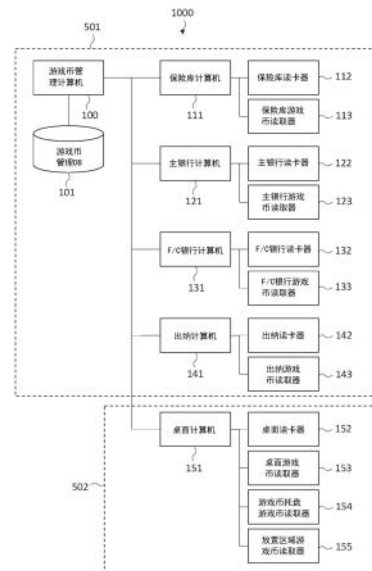 1000
501
游戏币管
理计算机
100
游戏币
管理DB
101
保险库计算机
111
保险库读卡器
112
保险库游戏
币读取器
113
主银行计算机
121
主银行读卡器
122
主银行游戏
币读取器
123
F/C银行计算机
131
F/C银行读卡器
132
F/C银行游戏
币读取器
133
出纳计算机
141
出纳读卡器
142
出纳游戏
币读取器
143
桌面计算机
151
桌面读卡器
152
桌面游戏
币读取器
153
502
游戏币托盘
游戏币读取器
154
放置区域游
戏币读取器
155